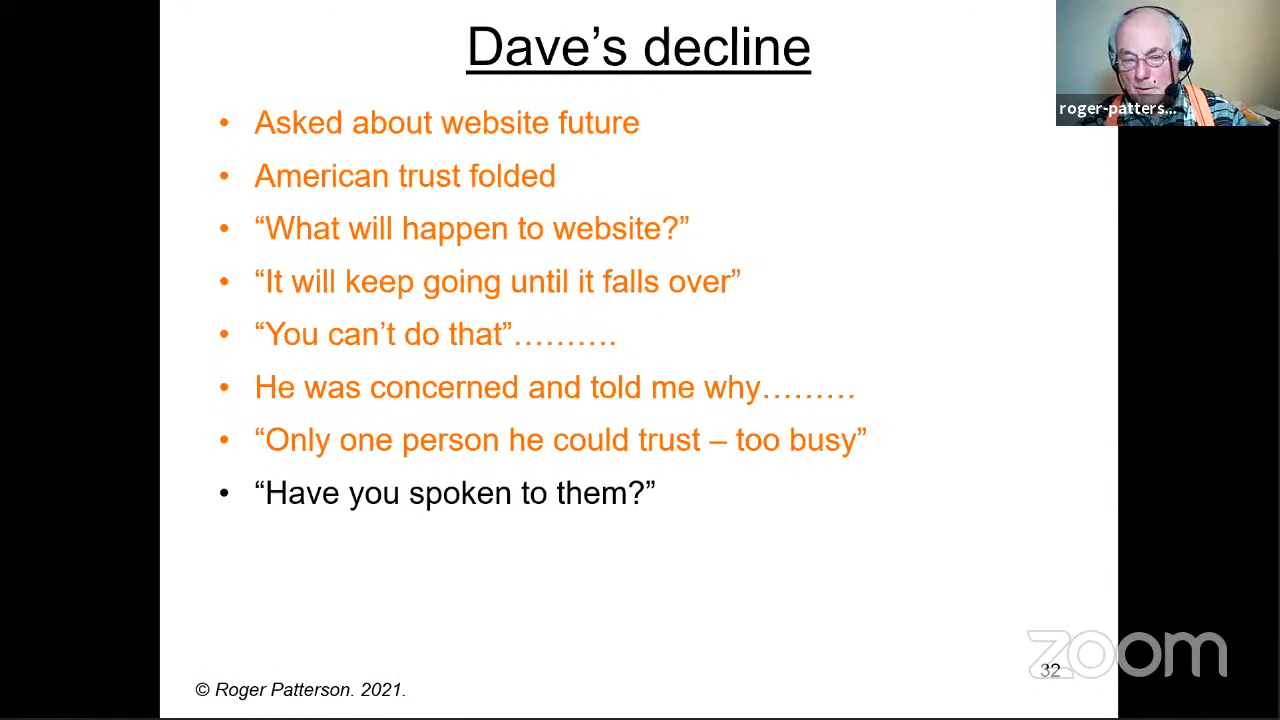 Dave’s decline
roger-patters...
• Asked about website future
• American trust folded
• “What will happen to website?”
• “It will keep going until it falls over”
• “You can’t do that”……….
• He was concerned and told me why………
• “Only one person he could trust – too busy”
• “Have you spoken to them?”
zoom
32
© Roger Patterson. 2021.